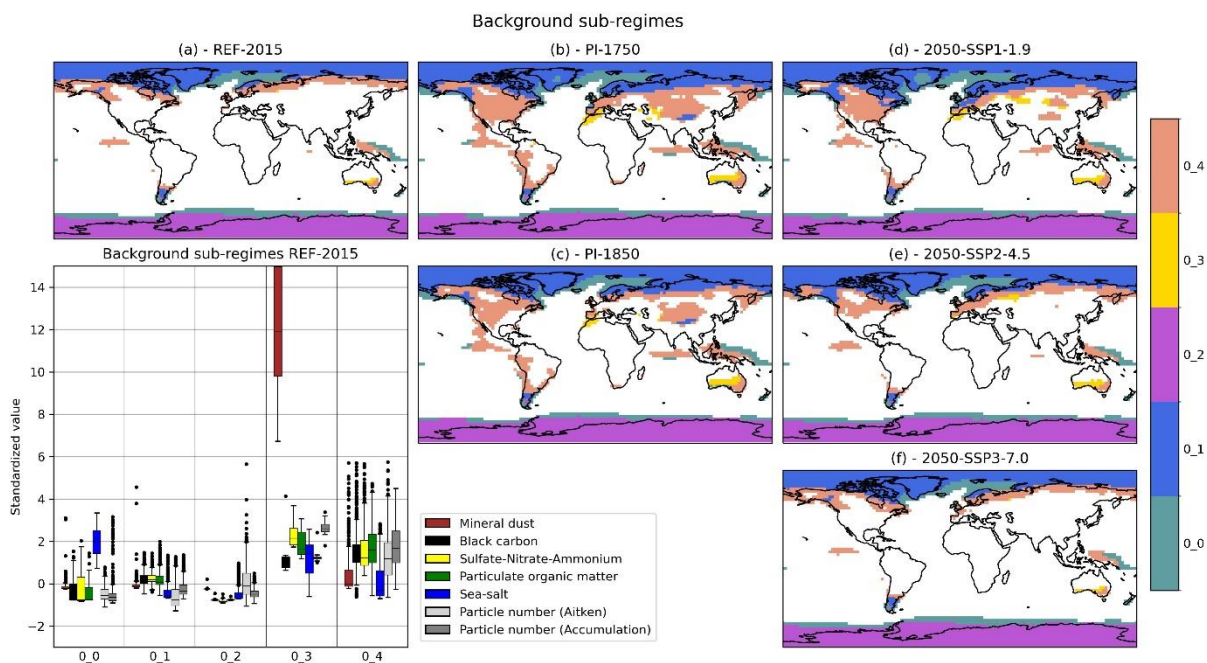 Background sub-regimes
(a) - REF-2015
(b) - PI-1750
(d) - 2050-SSP1-1.9
0_4
0_3
0_2
0_1
0_0
Background sub-regimes REF-2015
(c) - PI-1850
(e) - 2050-SSP2-4.5
(f) - 2050-SSP3-7.0
Standardized value
14
12
10
8
6
4
2
0
−2
0_0 0_1 0_2 0_3 0_4
Mineral dust
Black carbon
Sulfate-Nitrate-Ammonium
Particulate organic matter
Sea-salt
Particle number (Aitken)
Particle number (Accumulation)